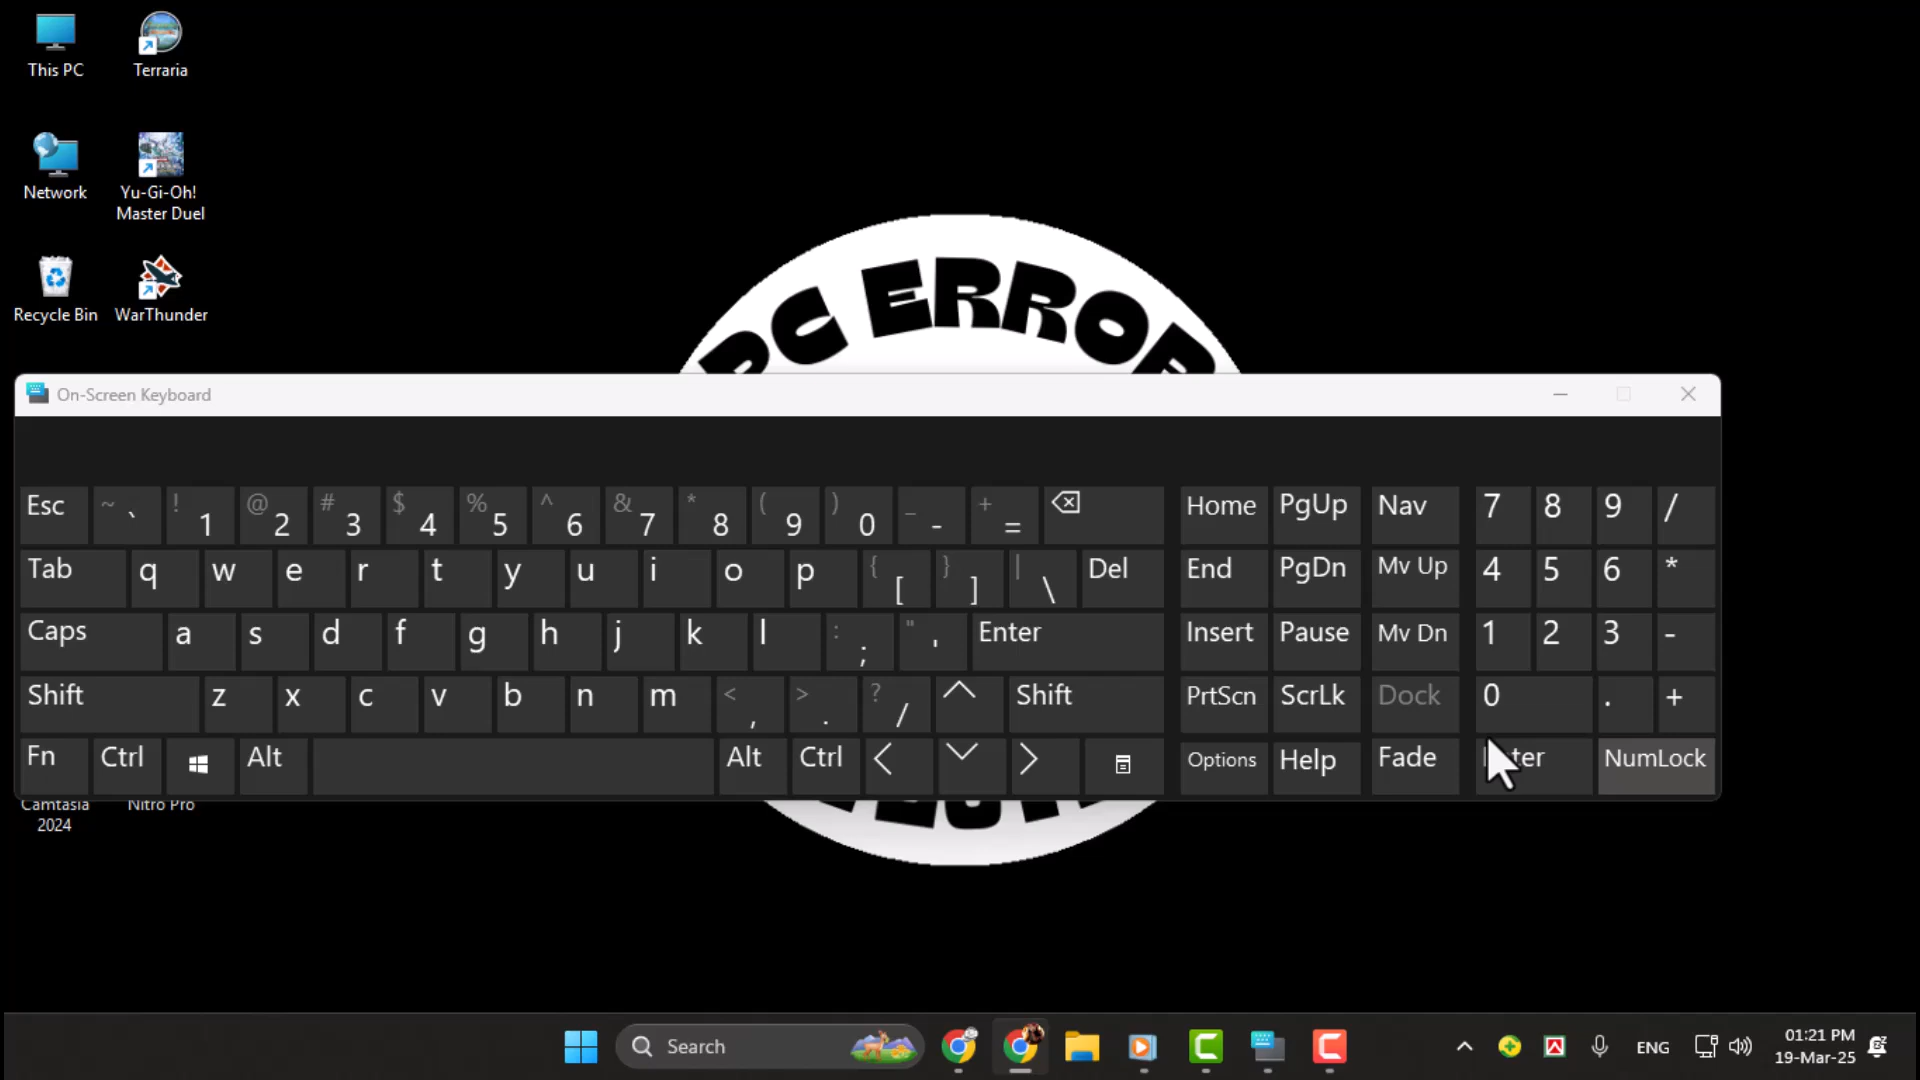 This PC
Terraria
Network
Yu-Gi-Oh!
Master Duel
Recycle Bin
WarThunder
PC ERROR
On-Screen Keyboard
Esc ~ ` ! 1 @ 2 # 3 $ 4 % 5 ^ 6 & 7 * 8 ( 9 ) 0 _ - + = Home PgUp Nav 7 8 9 /
Tab q w e r t y u i o p { [ } ] | \ Del End PgDn Mv Up 4 5 6 *
Caps a s d f g h j k l : ; " ' Enter Insert Pause Mv Dn 1 2 3 -
Shift z x c v b n m < , > . ? / Shift PrtScn ScrLk Dock 0 . +
Fn Ctrl Alt Alt Ctrl Options Help Fade NumLock
Camtasia
2024
Nitro Pro
Search
ENG
01:21 PM
19-Mar-25